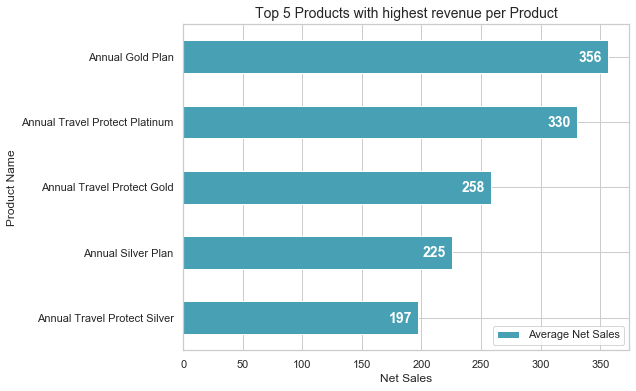 Top 5 Products with highest revenue per Product
Product Name
Annual Gold Plan
356
Annual Travel Protect Platinum
330
Annual Travel Protect Gold
258
Annual Silver Plan
225
Annual Travel Protect Silver
197
Average Net Sales
0 50 100 150 200 250 300 350
Net Sales